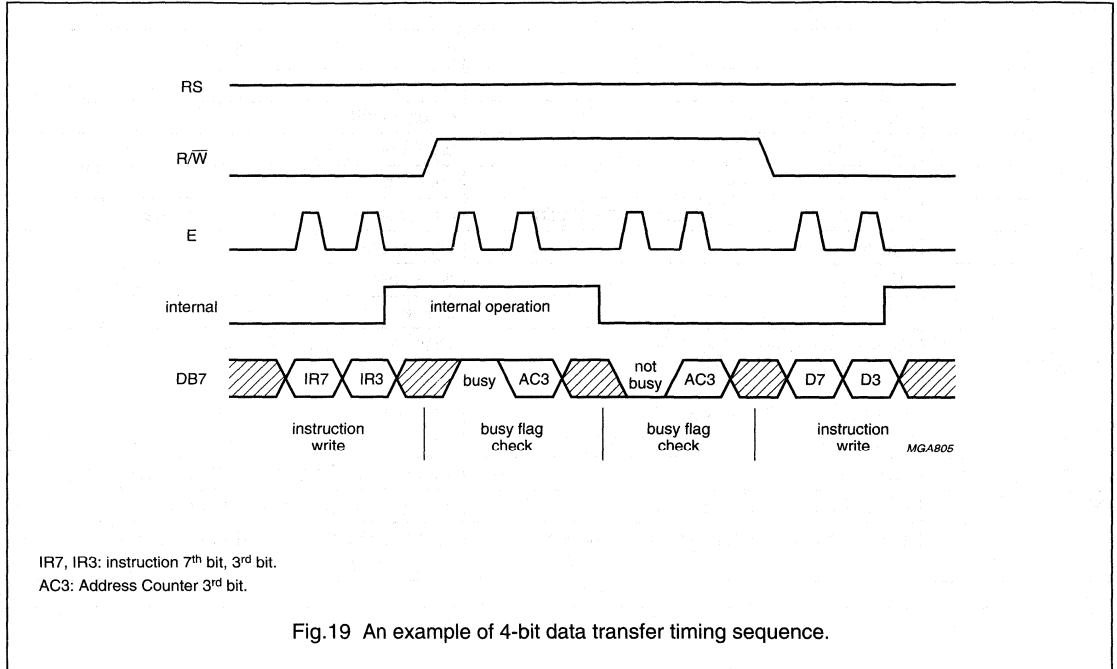 RS
R/W̅
E
internal
internal operation
DB7
IR7
IR3
busy
AC3
not
busy
AC3
D7
D3
instruction
write
busy flag
check
busy flag
check
instruction
write
MGA805
IR7, IR3: instruction 7th bit, 3rd bit.
AC3: Address Counter 3rd bit.
Fig.19 An example of 4-bit data transfer timing sequence.